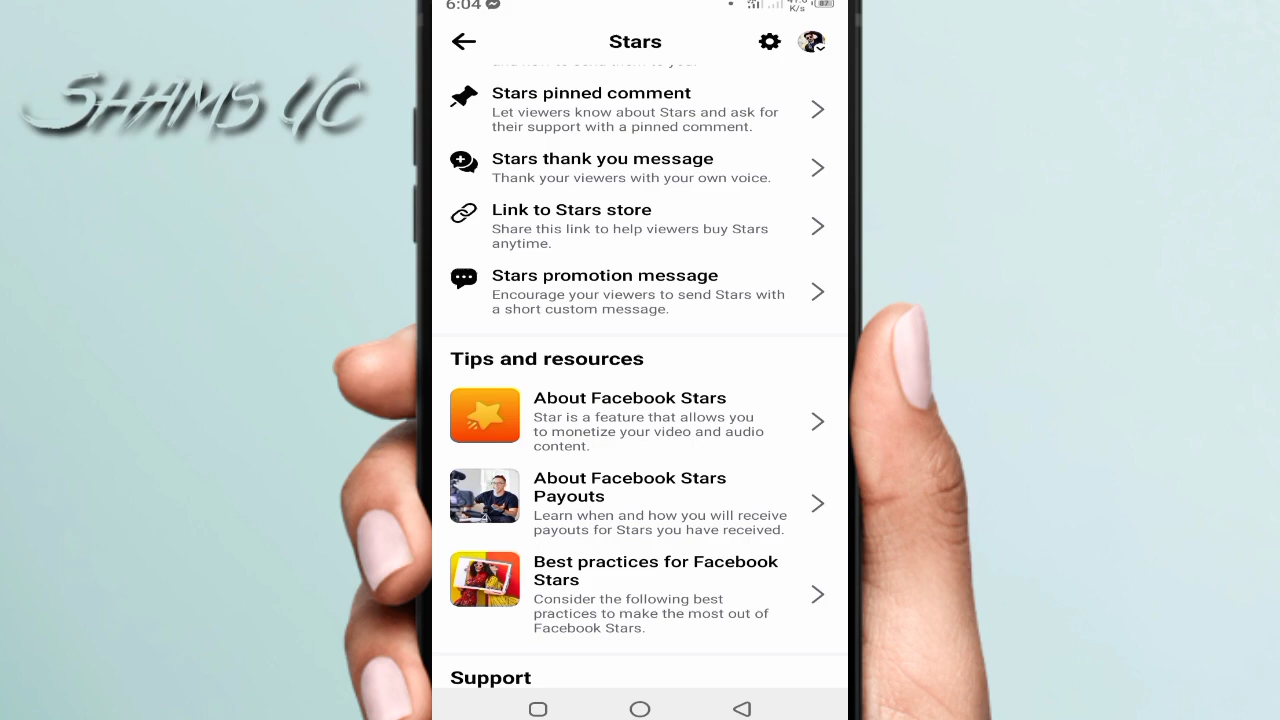 SHAMS YC
6:04
K/s
Stars
Stars pinned comment
Let viewers know about Stars and ask for
their support with a pinned comment.
Stars thank you message
Thank your viewers with your own voice.
Link to Stars store
Share this link to help viewers buy Stars
anytime.
Stars promotion message
Encourage your viewers to send Stars with
a short custom message.
Tips and resources
About Facebook Stars
Star is a feature that allows you
to monetize your video and audio
content.
About Facebook Stars
Payouts
Learn when and how you will receive
payouts for Stars you have received.
Best practices for Facebook
Stars
Consider the following best
practices to make the most out of
Facebook Stars.
Support